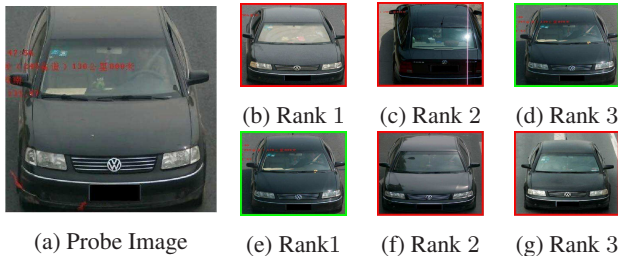 (b) Rank 1
(c) Rank 2
(d) Rank 3
(a) Probe Image
(e) Rank1
(f) Rank 2
(g) Rank 3